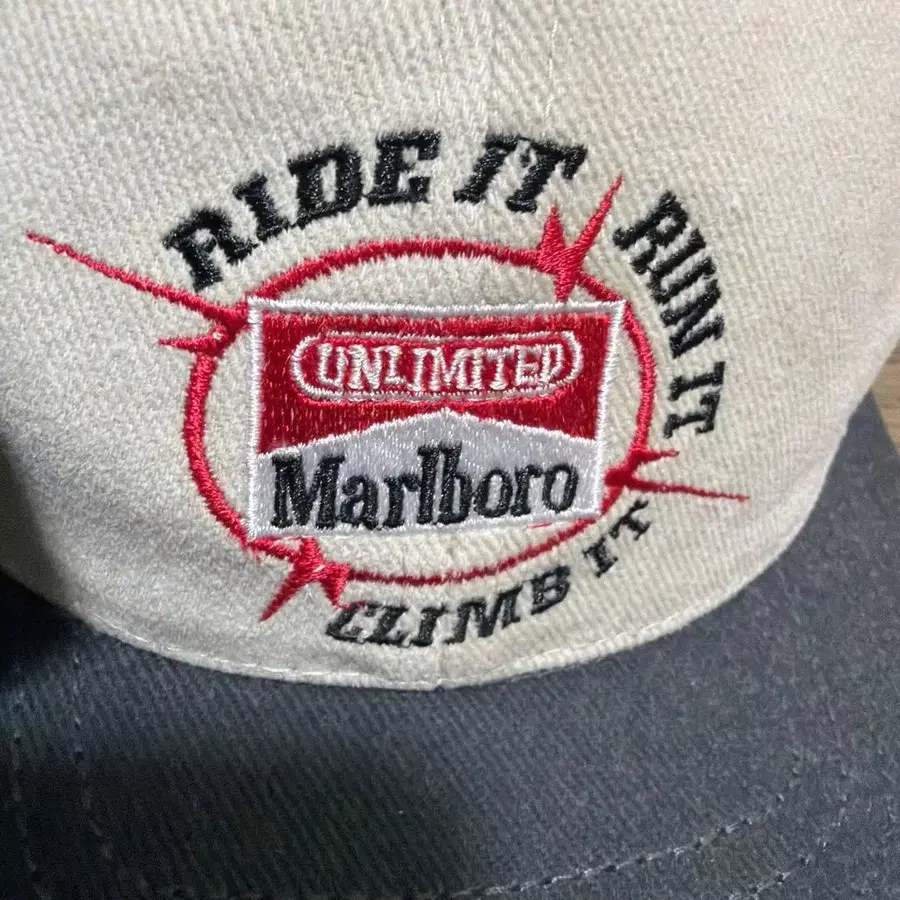 RIDE IT
RUN IT
UNLIMITED
Marlboro
CLIMB IT